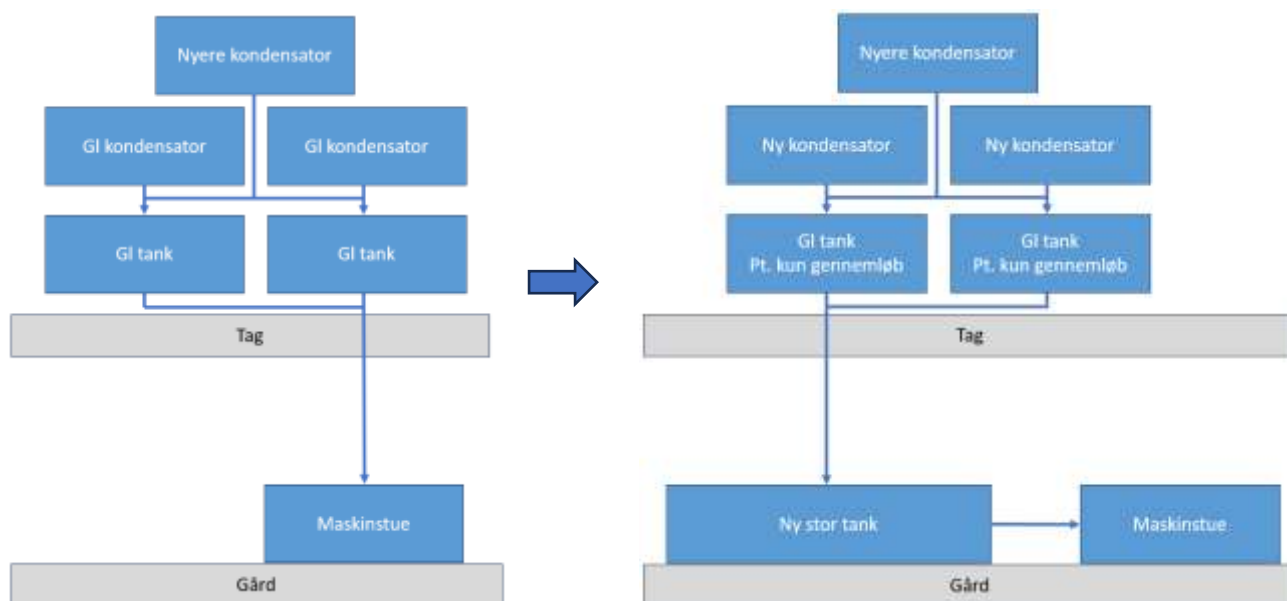 Nyere kondensator
Gl kondensator
Gl kondensator
Gl tank
Gl tank
Tag
Maskinstue
Gård
Nyere kondensator
Ny kondensator
Ny kondensator
Gl tank
Pt. kun gennemløb
Gl tank
Pt. kun gennemløb
Tag
Ny stor tank
Maskinstue
Gård